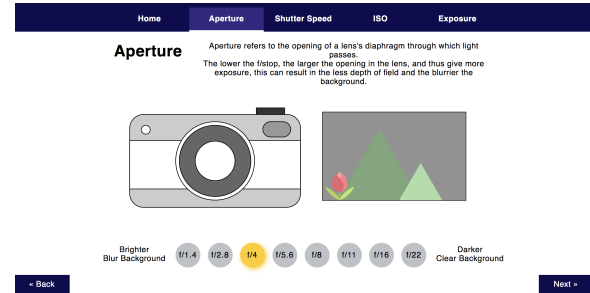 Home Aperture Shutter Speed ISO Exposure
Aperture
Aperture refers to the opening of a lens's diaphragm through which light
passes.
The lower the f/stop, the larger the opening in the lens, and thus give more
exposure, this can result in the less depth of field and the blurrier the
background.
Brighter
Blur Background
f/1.4 f/2.8 f/4 f/5.6 f/8 f/11 f/16 f/22
Darker
Clear Background
« Back
Next »